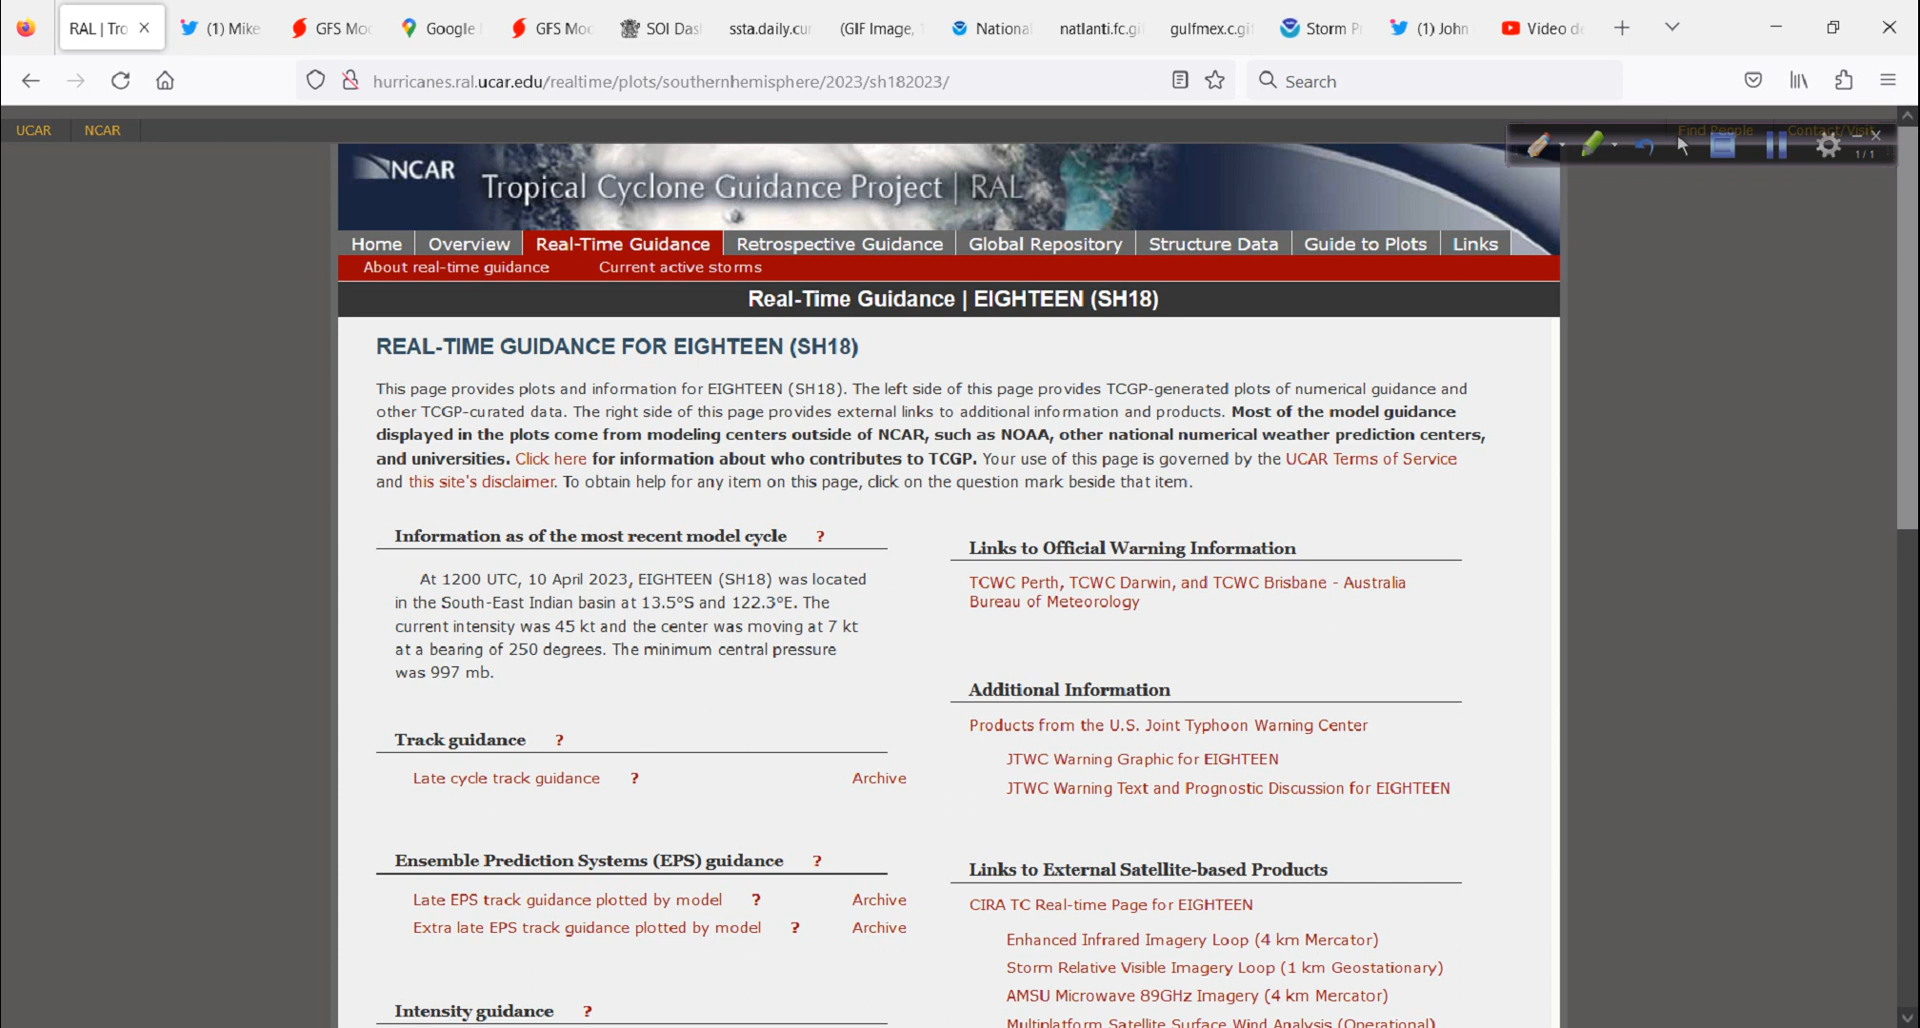 RAL | Tro
(1) Mike
GFS Mo
Google
GFS Mo
SOI Das
ssta.daily.cu
(GIF Image,
National
natlanti.fc.gi
gulfmex.c.gif
Storm P
(1) John
Video de
hurricanes.ral.ucar.edu/realtime/plots/southernhemisphere/2023/sh182023/
Search
UCAR
NCAR
Find People
Contact/Visit
1/1
NCAR
Tropical Cyclone Guidance Project | RAL
Home
Overview
Real-Time Guidance
Retrospective Guidance
Global Repository
Structure Data
Guide to Plots
Links
About real-time guidance
Current active storms
Real-Time Guidance | EIGHTEEN (SH18)
REAL-TIME GUIDANCE FOR EIGHTEEN (SH18)
This page provides plots and information for EIGHTEEN (SH18). The left side of this page provides TCGP-generated plots of numerical guidance and
other TCGP-curated data. The right side of this page provides external links to additional information and products. Most of the model guidance
displayed in the plots come from modeling centers outside of NCAR, such as NOAA, other national numerical weather prediction centers,
and universities. Click here for information about who contributes to TCGP. Your use of this page is governed by the UCAR Terms of Service
and this site's disclaimer. To obtain help for any item on this page, click on the question mark beside that item.
Information as of the most recent model cycle ?
At 1200 UTC, 10 April 2023, EIGHTEEN (SH18) was located
in the South-East Indian basin at 13.5°S and 122.3°E. The
current intensity was 45 kt and the center was moving at 7 kt
at a bearing of 250 degrees. The minimum central pressure
was 997 mb.
Track guidance ?
Late cycle track guidance ? Archive
Ensemble Prediction Systems (EPS) guidance ?
Late EPS track guidance plotted by model ? Archive
Extra late EPS track guidance plotted by model ? Archive
Intensity guidance ?
Links to Official Warning Information
TCWC Perth, TCWC Darwin, and TCWC Brisbane - Australia
Bureau of Meteorology
Additional Information
Products from the U.S. Joint Typhoon Warning Center
JTWC Warning Graphic for EIGHTEEN
JTWC Warning Text and Prognostic Discussion for EIGHTEEN
Links to External Satellite-based Products
CIRA TC Real-time Page for EIGHTEEN
Enhanced Infrared Imagery Loop (4 km Mercator)
Storm Relative Visible Imagery Loop (1 km Geostationary)
AMSU Microwave 89GHz Imagery (4 km Mercator)
Multiplatform Satellite Surface Wind Analysis (Operational)